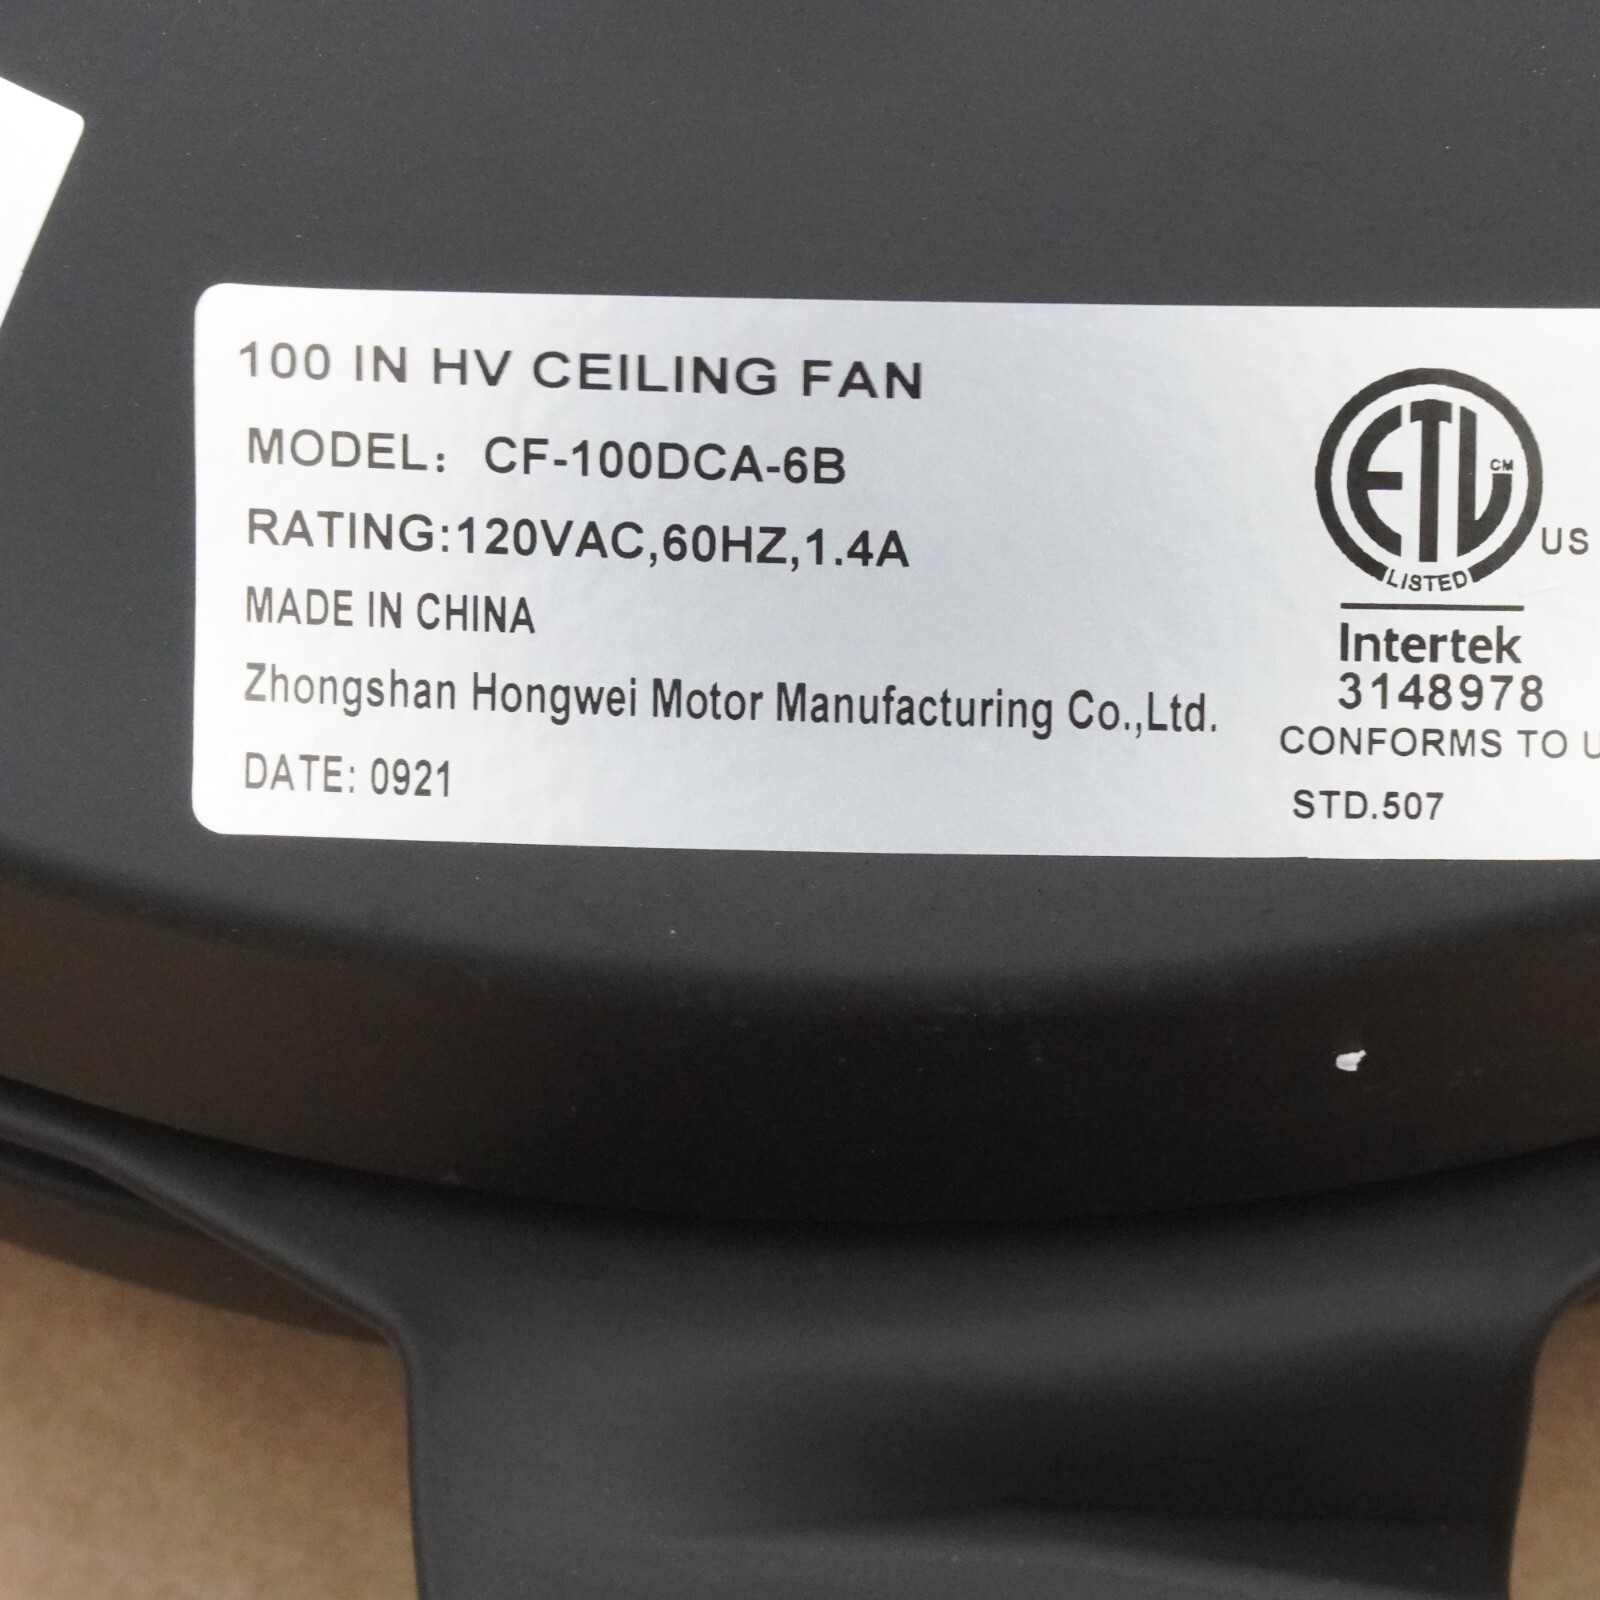 100 IN HV CEILING FAN
MODEL: CF-100DCA-6B
RATING:120VAC,60HZ,1.4A
MADE IN CHINA
Zhongshan Hongwei Motor Manufacturing Co.,Ltd.
DATE: 0921
ETL CM
LISTED
US
Intertek
3148978
CONFORMS TO U
STD.507